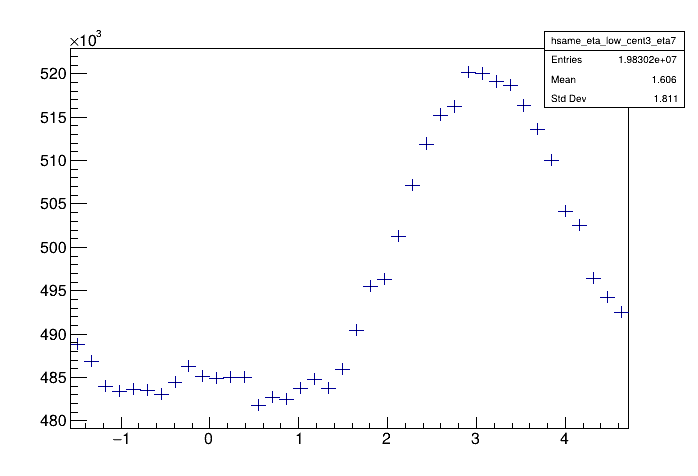 ×10³
hsame_eta_low_cent3_eta7
Entries 1.98302e+07
Mean 1.606
Std Dev 1.811
520
515
510
505
500
495
490
485
480
−1 0 1 2 3 4